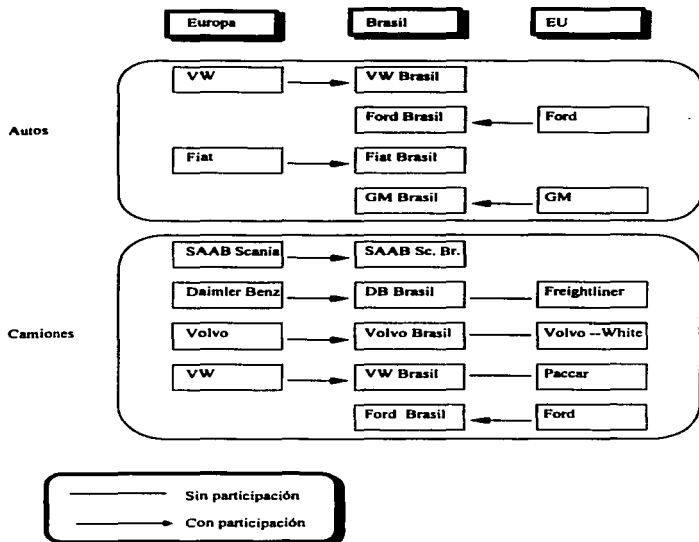 Europa Brasil EU
VW VW Brasil
Ford Brasil Ford
Autos
Fiat Fiat Brasil
GM Brasil GM
SAAB Scania SAAB Sc. Br.
Daimler Benz DB Brasil Freightliner
Camiones Volvo Volvo Brasil Volvo --White
VW VW Brasil Paccar
Ford Brasil Ford
Sin participación
Con participación